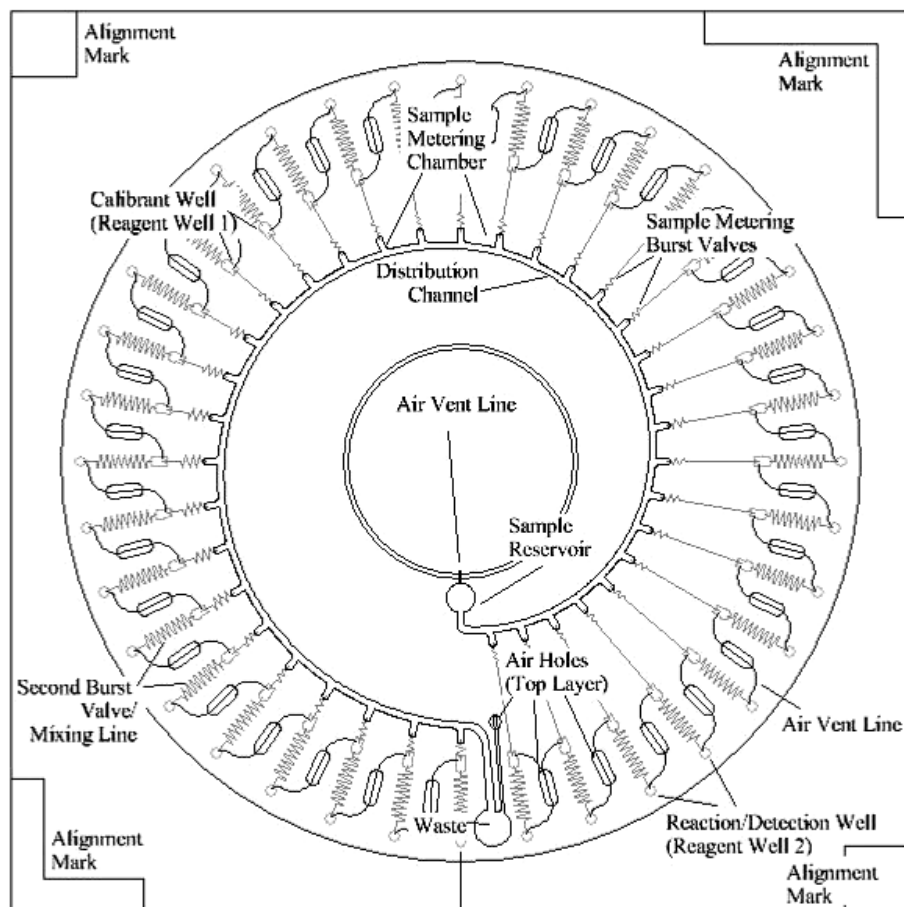 Alignment
Mark
Alignment
Mark
Sample
Metering
Chamber
Calibrant Well
(Reagent Well 1)
Sample Metering
Burst Valves
Distribution
Channel
Air Vent Line
Sample
Reservoir
Air Holes
(Top Layer)
Second Burst
Valve/
Mixing Line
Air Vent Line
Waste
Reaction/Detection Well
(Reagent Well 2)
Alignment
Mark
Alignment
Mark